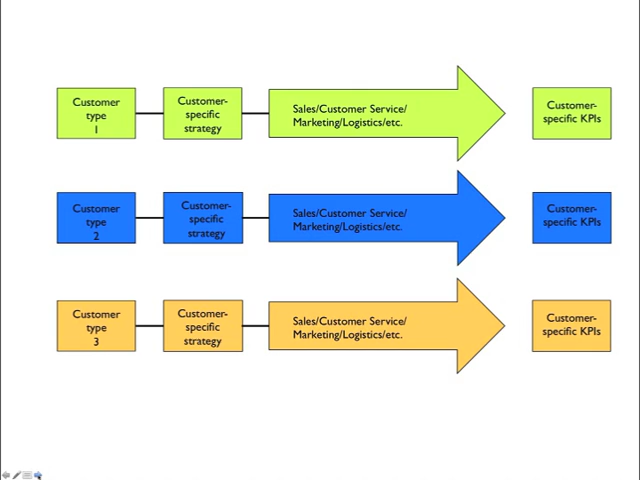 Customer
type
1
Customer-
specific
strategy
Sales/Customer Service/
Marketing/Logistics/etc.
Customer-
specific KPIs
Customer
type
2
Customer-
specific
strategy
Sales/Customer Service/
Marketing/Logistics/etc.
Customer-
specific KPIs
Customer
type
3
Customer-
specific
strategy
Sales/Customer Service/
Marketing/Logistics/etc.
Customer-
specific KPIs